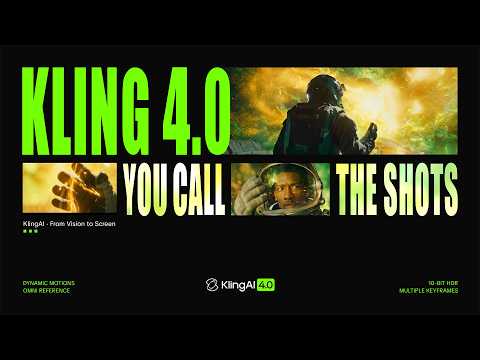 KLING 4.0
YOU CALL THE SHOTS
KlingAI - From Vision to Screen
DYNAMIC MOTIONS
OMNI REFERENCE
KlingAI 4.0
10-BIT HDR
MULTIPLE KEYFRAMES